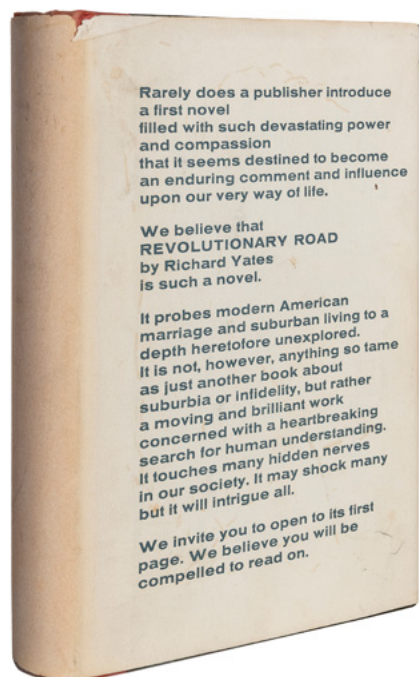 Rarely does a publisher introduce
a first novel
filled with such devastating power
and compassion
that it seems destined to become
an enduring comment and influence
upon our very way of life.
We believe that
REVOLUTIONARY ROAD
by Richard Yates
is such a novel.
It probes modern American
marriage and suburban living to a
depth heretofore unexplored.
It is not, however, anything so tame
as just another book about
suburbia or infidelity, but rather
a moving and brilliant work
concerned with a heartbreaking
search for human understanding.
It touches many hidden nerves
in our society. It may shock many
but it will intrigue all.
We invite you to open to its first
page. We believe you will be
compelled to read on.